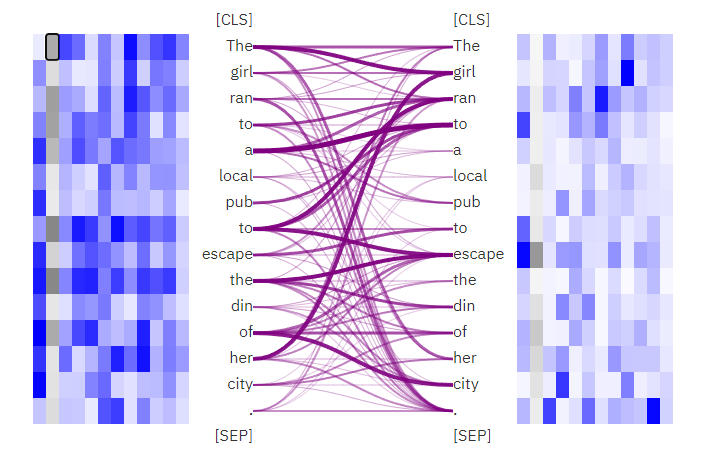 [CLS] [CLS]
The The
girl girl
ran ran
to to
a a
local local
pub pub
to to
escape escape
the the
din din
of of
her her
city city
. .
[SEP] [SEP]